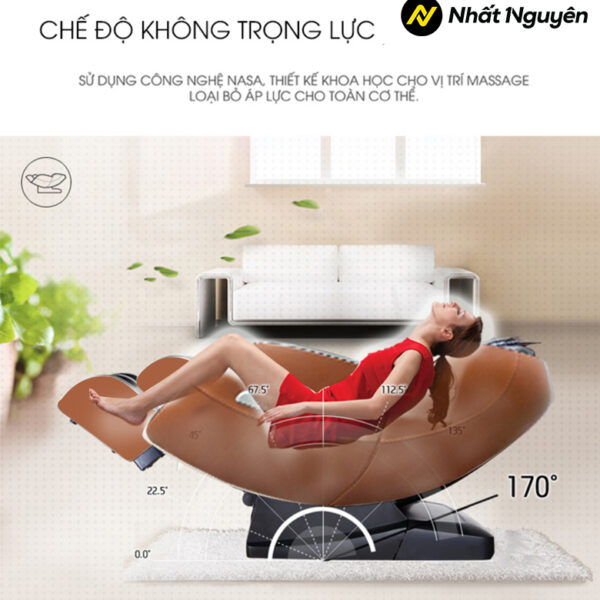 Nhất Nguyên
CHẾ ĐỘ KHÔNG TRỌNG LỰC
SỬ DỤNG CÔNG NGHỆ NASA, THIẾT KẾ KHOA HỌC CHO VỊ TRÍ MASSAGE
LOẠI BỎ ÁP LỰC CHO TOÀN CƠ THỂ.
67.5°
112.5°
45°
135°
22.5°
170°
0.0°